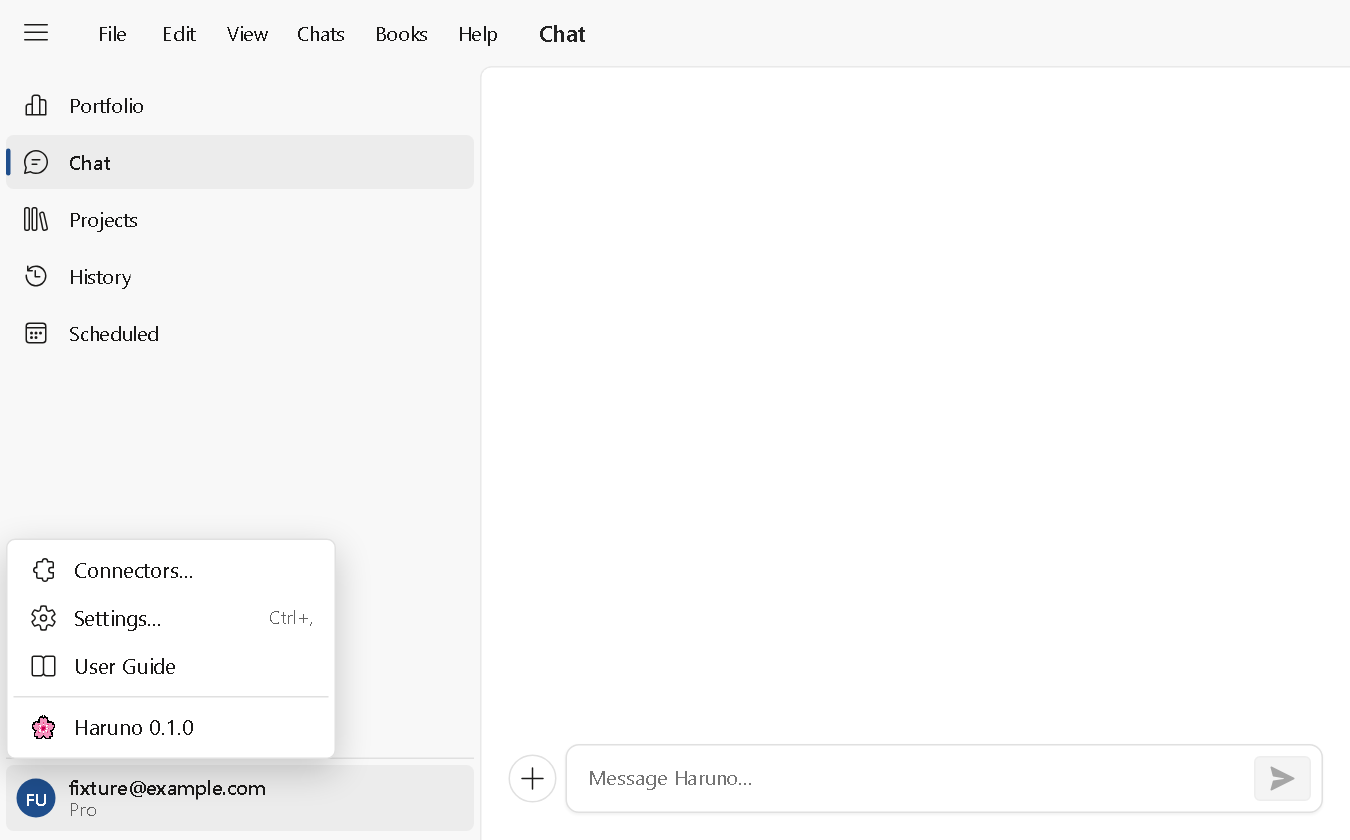 File Edit View Chats Books Help Chat
Portfolio
Chat
Projects
History
Scheduled
Connectors...
Settings... Ctrl+,
User Guide
Haruno 0.1.0
FU fixture@example.com
Pro
Message Haruno...